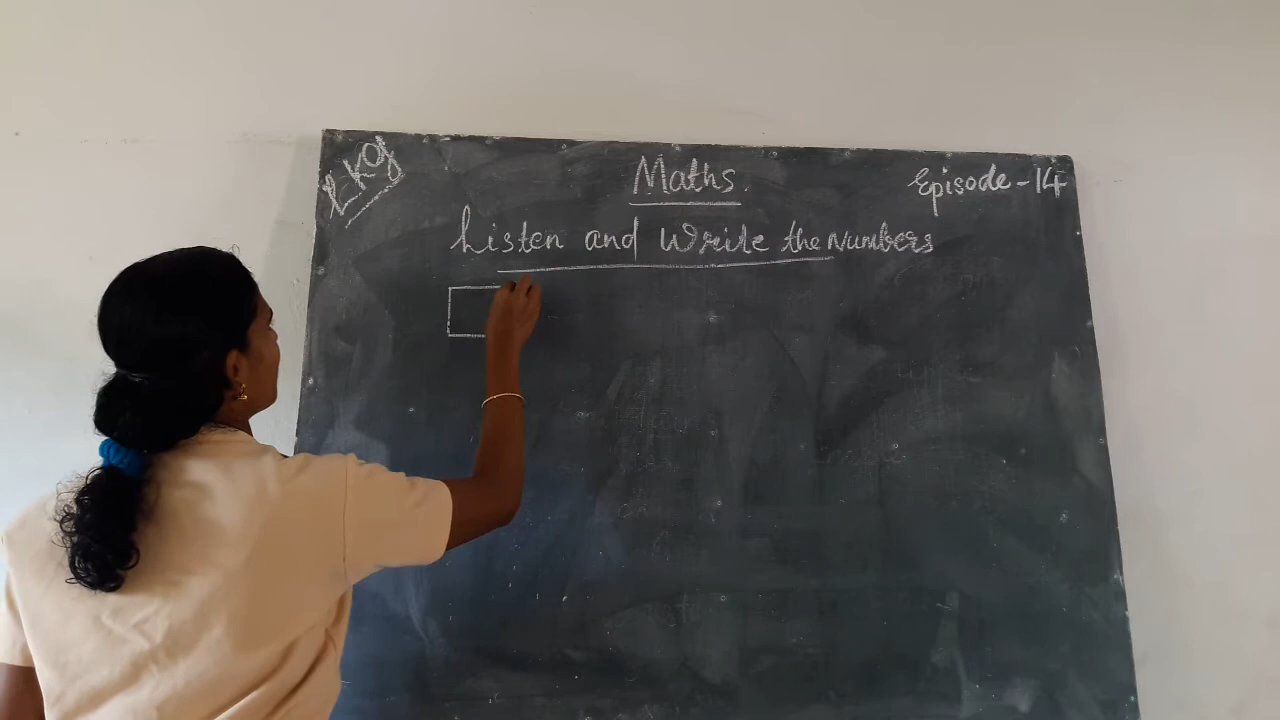 LKG
Maths.
Episode - 14
Listen and Write the Numbers